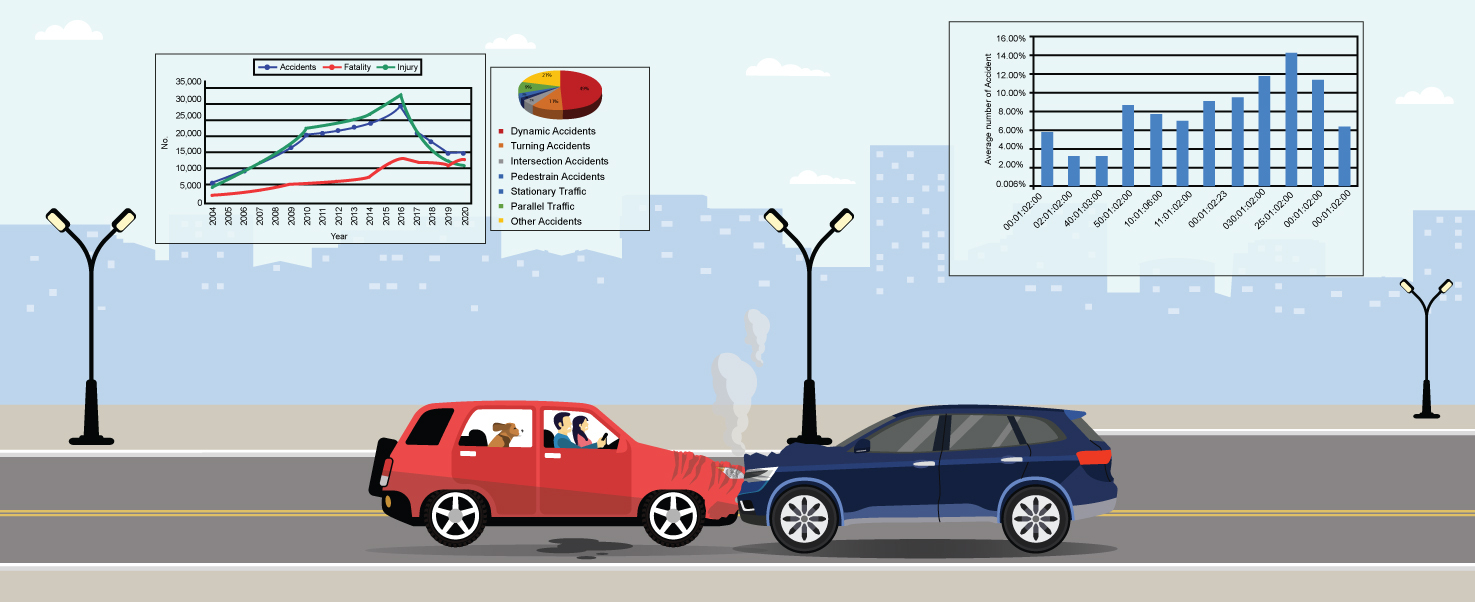 Accidents Fatality Injury
35,000
30,000
25,000
20,000
15,000
10,000
5,000
0
No.
2004 2005 2006 2007 2008 2009 2010 2011 2012 2013 2014 2015 2016 2017 2018 2019 2020
Year
21%
9%
11%
Dynamic Accidents
Turning Accidents
Intersection Accidents
Pedestrain Accidents
Stationary Traffic
Parallel Traffic
Other Accidents
16.00%
14.00%
12.00%
10.00%
8.00%
6.00%
4.00%
2.00%
0.006%
Average number of Accident
00:01:02:00
02:01:02:00
40:01:03:00
50:01:02:00
10:01:06:00
11:01:02:00
00:01:02:23
030:01:02:00
25:01:02:00
00:01:02:00
00:01:02:00